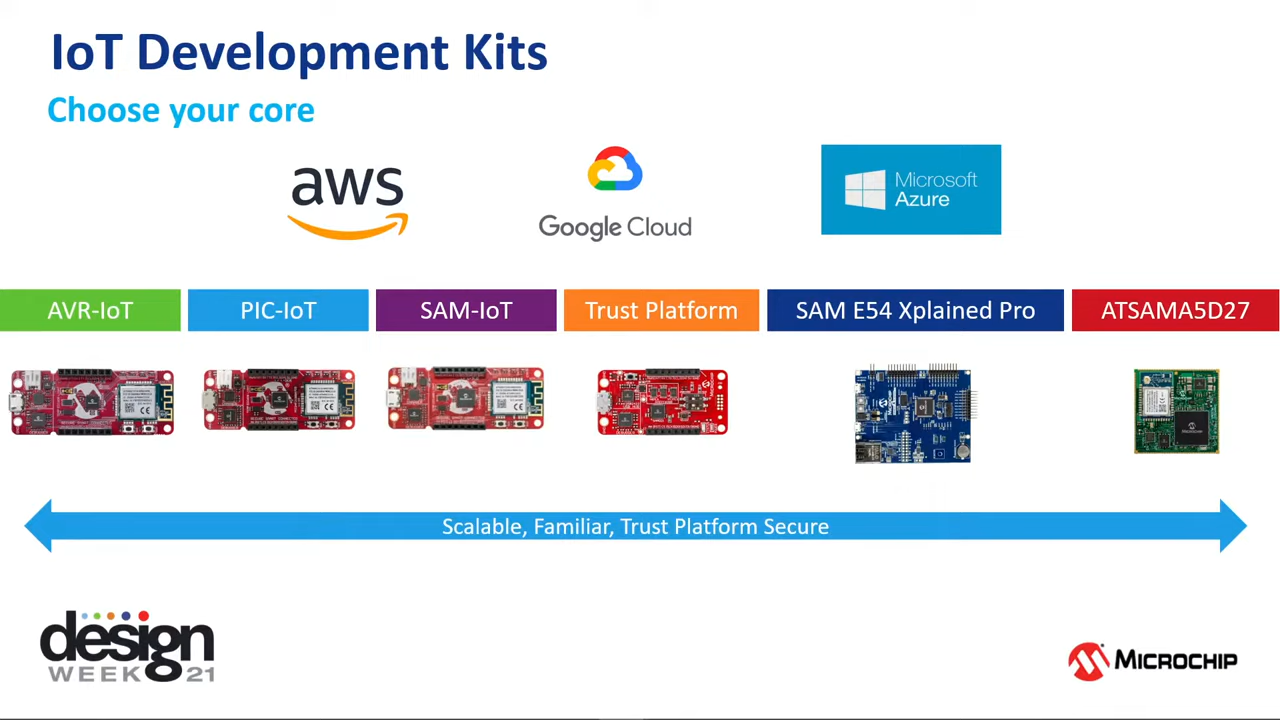 IoT Development Kits
Choose your core
aws
Google Cloud
Microsoft
Azure
AVR-IoT
PIC-IoT
SAM-IoT
Trust Platform
SAM E54 Xplained Pro
ATSAMA5D27
Scalable, Familiar, Trust Platform Secure
design
WEEK 21
MICROCHIP